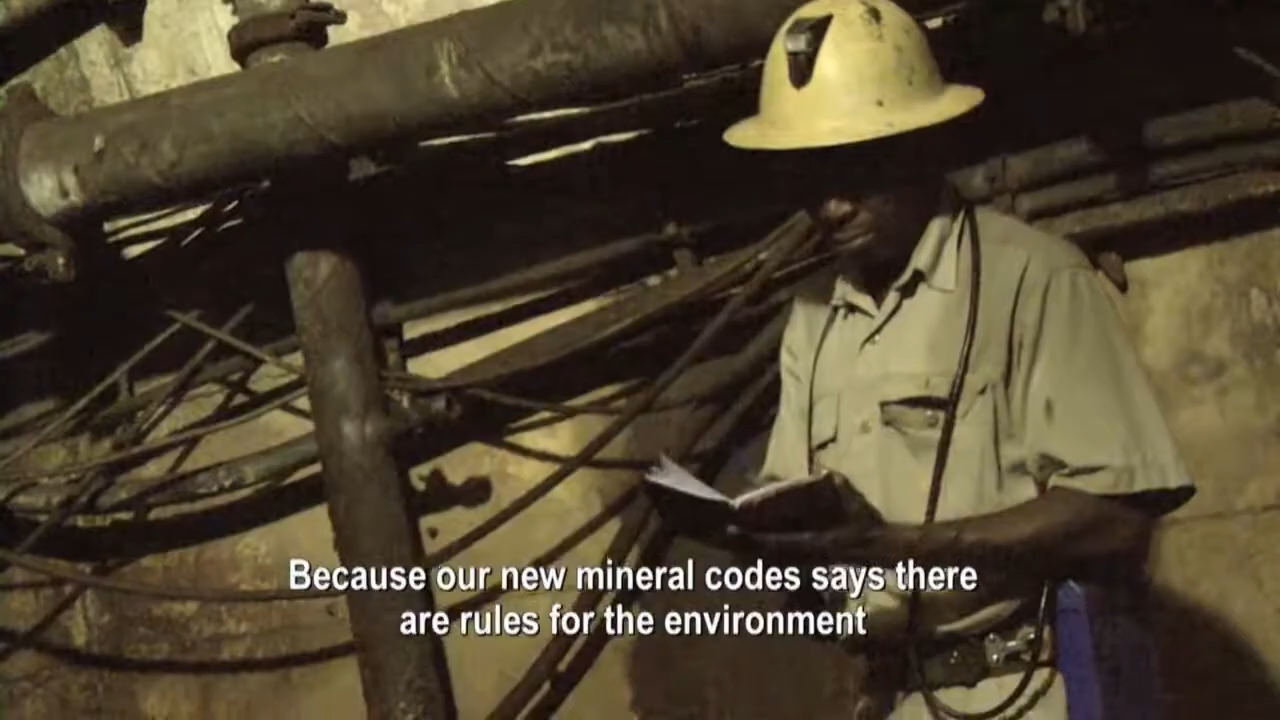 Because our new mineral codes says there
are rules for the environment